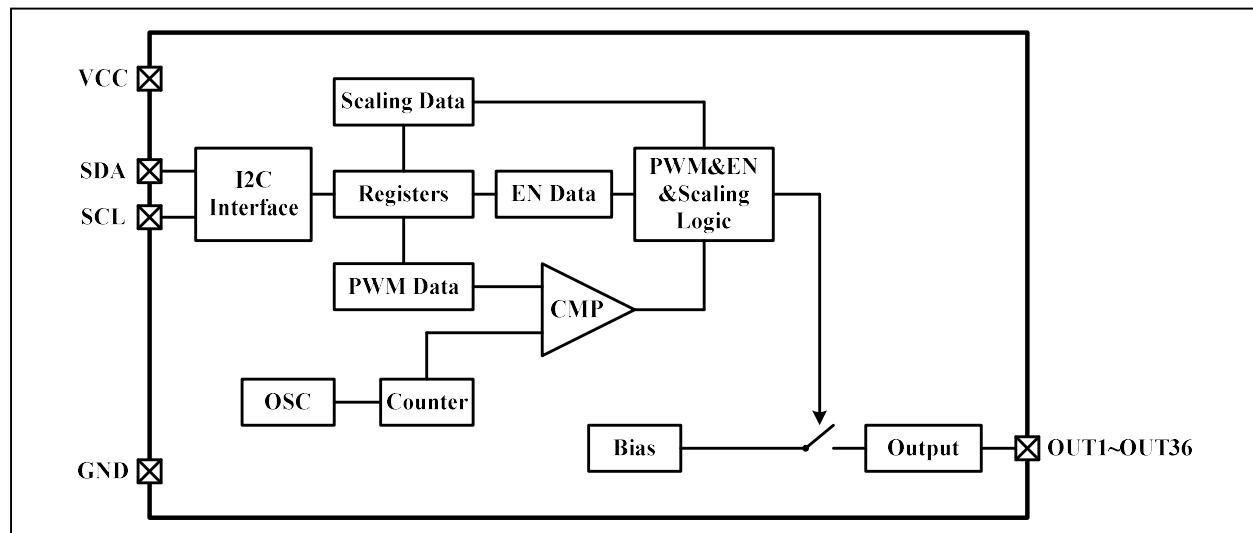 VCC
Scaling Data
SDA
I2C
Interface
Registers
EN Data
PWM&EN
&Scaling
Logic
SCL
PWM Data
CMP
OSC
Counter
GND
Bias
Output
OUT1~OUT36